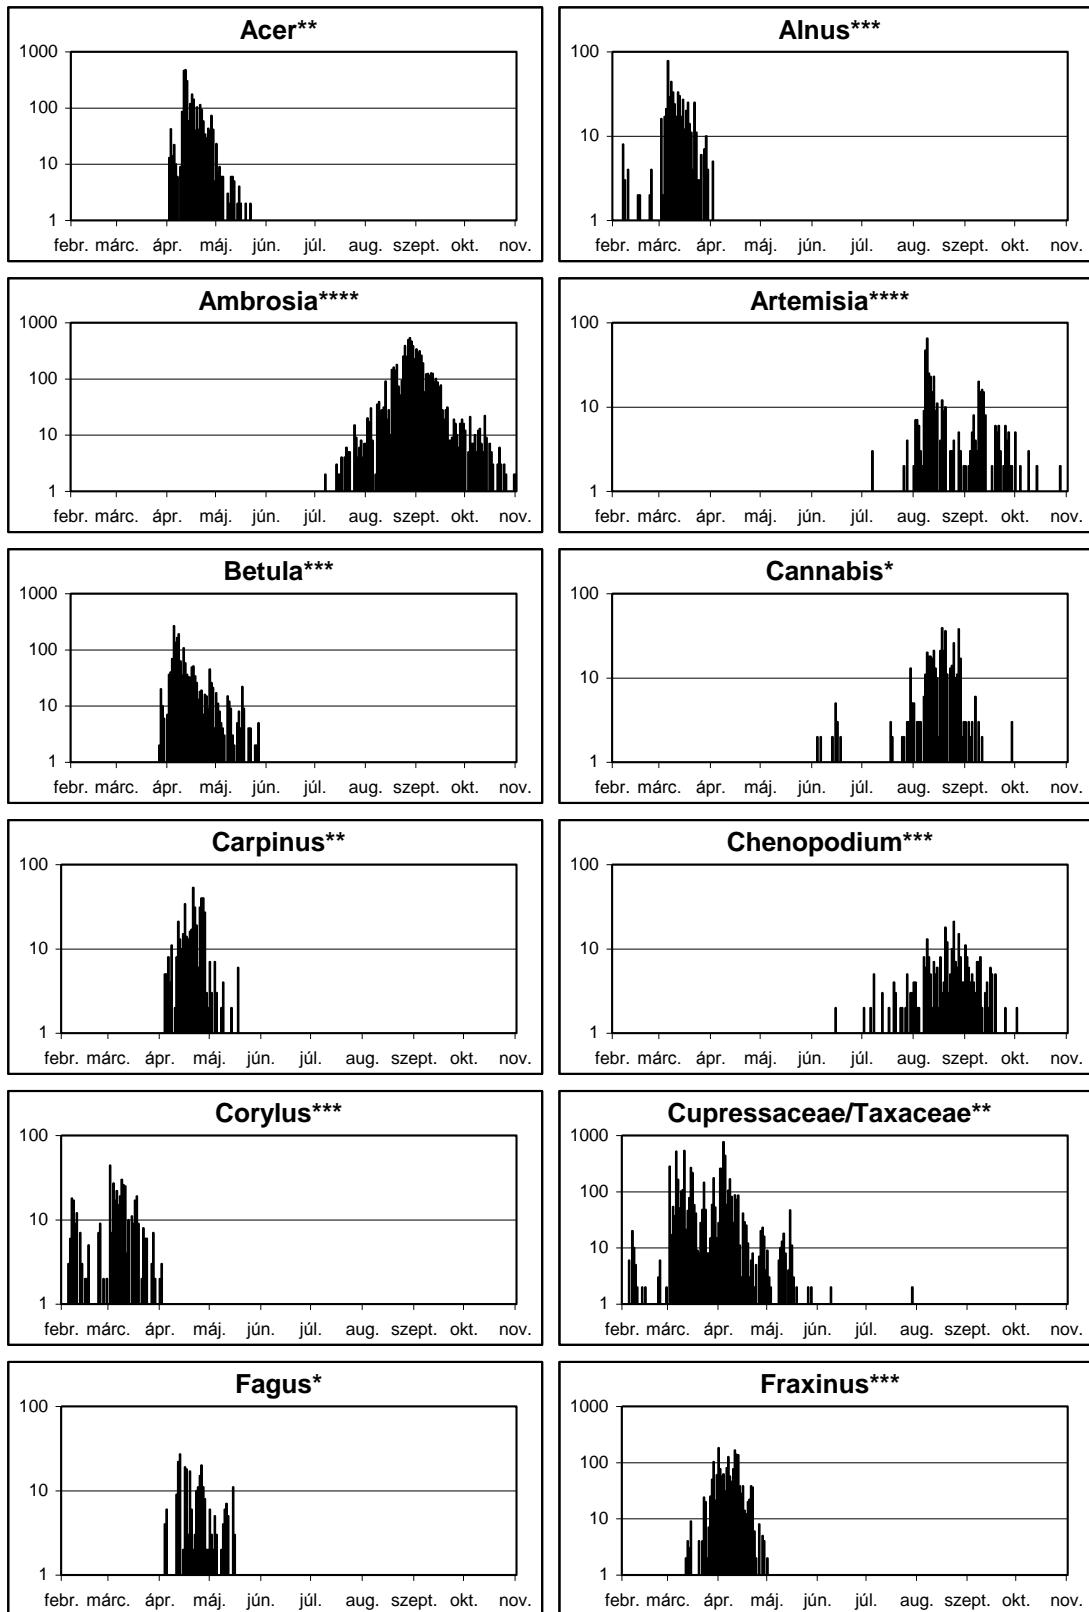 Acer**
1000
100
10
1
febr. márc. ápr. máj. jún. júl. aug. szept. okt. nov.
Alnus***
100
10
1
febr. márc. ápr. máj. jún. júl. aug. szept. okt. nov.
Ambrosia****
1000
100
10
1
febr. márc. ápr. máj. jún. júl. aug. szept. okt. nov.
Artemisia****
100
10
1
febr. márc. ápr. máj. jún. júl. aug. szept. okt. nov.
Betula***
1000
100
10
1
febr. márc. ápr. máj. jún. júl. aug. szept. okt. nov.
Cannabis*
100
10
1
febr. márc. ápr. máj. jún. júl. aug. szept. okt. nov.
Carpinus**
100
10
1
febr. márc. ápr. máj. jún. júl. aug. szept. okt. nov.
Chenopodium***
100
10
1
febr. márc. ápr. máj. jún. júl. aug. szept. okt. nov.
Corylus***
100
10
1
febr. márc. ápr. máj. jún. júl. aug. szept. okt. nov.
Cupressaceae/Taxaceae**
1000
100
10
1
febr. márc. ápr. máj. jún. júl. aug. szept. okt. nov.
Fagus*
100
10
1
febr. márc. ápr. máj. jún. júl. aug. szept. okt. nov.
Fraxinus***
1000
100
10
1
febr. márc. ápr. máj. jún. júl. aug. szept. okt. nov.